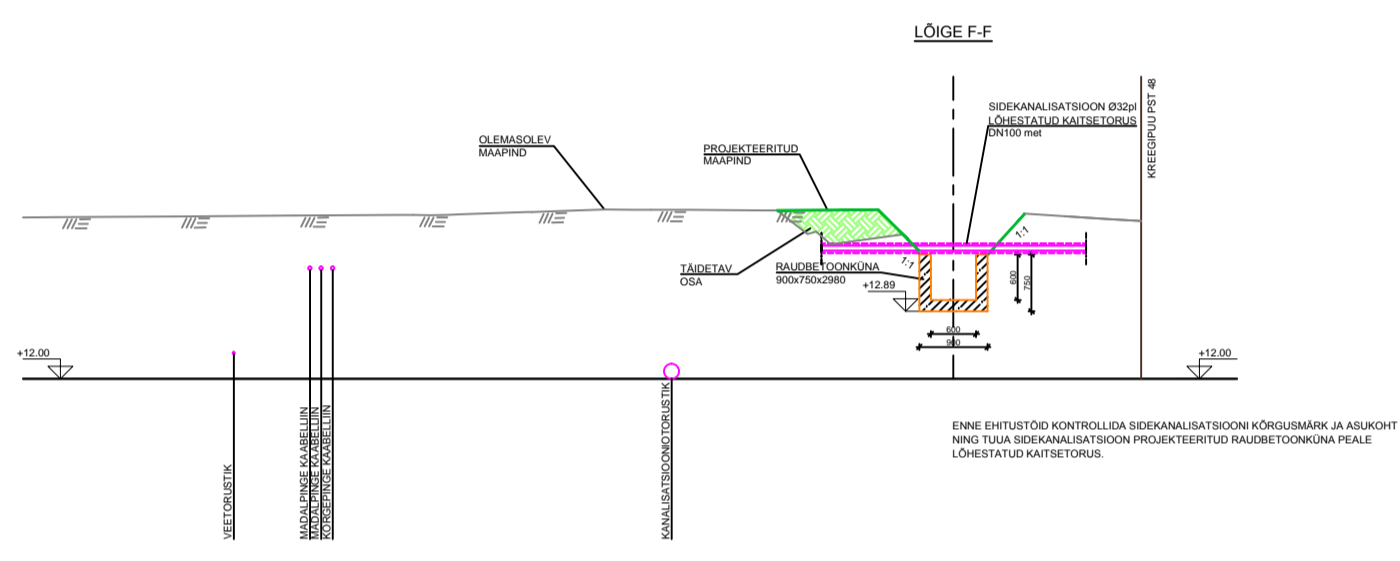 LÕIGE F-F
SIDEKANALISATSIOON Ø32pl
LÕHESTATUD KAITSETORUS
DN100 met
KREEGIPUU PST 48
OLEMASOLEV
MAAPIND
PROJEKTEERITUD
MAAPIND
1:1
TÄIDETAV
OSA
RAUDBETOONKÜNA
900x750x2980
1:1
+12.89
600
750
600
900
+12.00
+12.00
VEETORUSTIK
MADALPINGE KAABELLIIN
MADALPINGE KAABELLIIN
KÕRGEPINGE KAABELLIIN
KANALISATSIOONIOTORUSTIK
ENNE EHITUSTÖID KONTROLLIDA SIDEKANALISATSIOONI KÕRGUSMÄRK JA ASUKOHT
NING TUUA SIDEKANALISATSIOON PROJEKTEERITUD RAUDBETOONKÜNA PEALE
LÕHESTATUD KAITSETORUS.